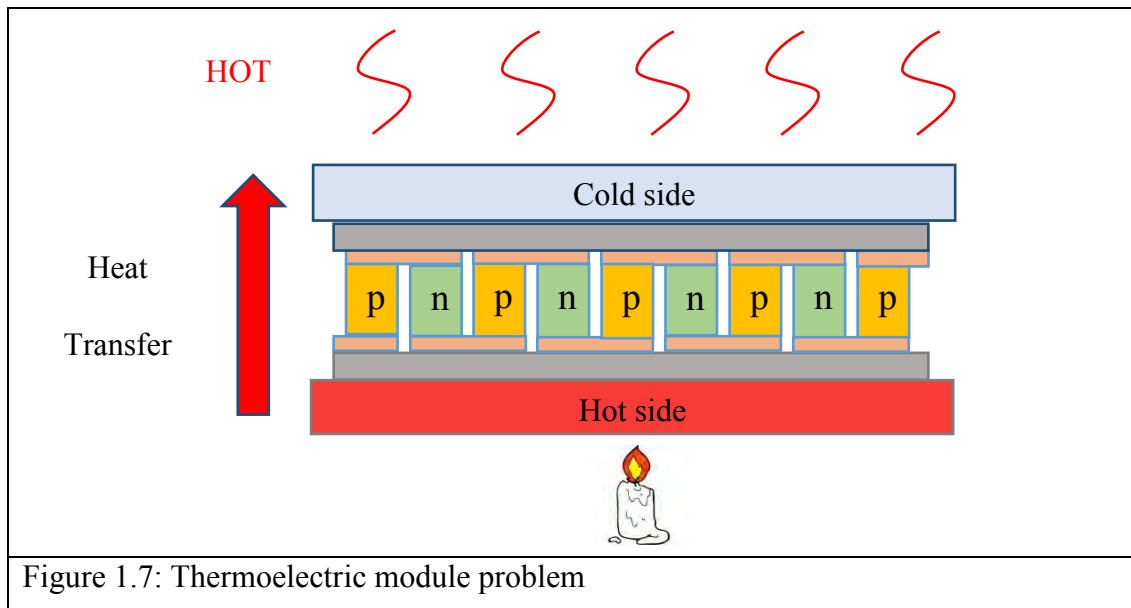 HOT
Cold side
Heat
Transfer
p n p n p n p n p
Hot side
Figure 1.7: Thermoelectric module problem